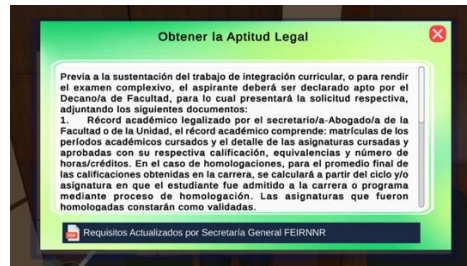 Obtener la Aptitud Legal
Previa a la sustentación del trabajo de integración curricular, o para rendir
el examen complexivo, el aspirante deberá ser declarado apto por el
Decano/a de Facultad, para lo cual presentará la solicitud respectiva,
adjuntando los siguientes documentos:
1. Récord académico legalizado por el secretario/a-Abogado/a de la
Facultad o de la Unidad, el récord académico comprende: matrículas de los
períodos académicos cursados y el detalle de las asignaturas cursadas y
aprobadas con su respectiva calificación, equivalencias y número de
horas/créditos. En el caso de homologaciones, para el promedio final de
las calificaciones obtenidas en la carrera, se calculará a partir del ciclo y/o
asignatura en que el estudiante fue admitido a la carrera o programa
mediante proceso de homologación. Las asignaturas que fueron
homologadas constarán como validadas.
Requisitos Actualizados por Secretaría General FEIRNNR